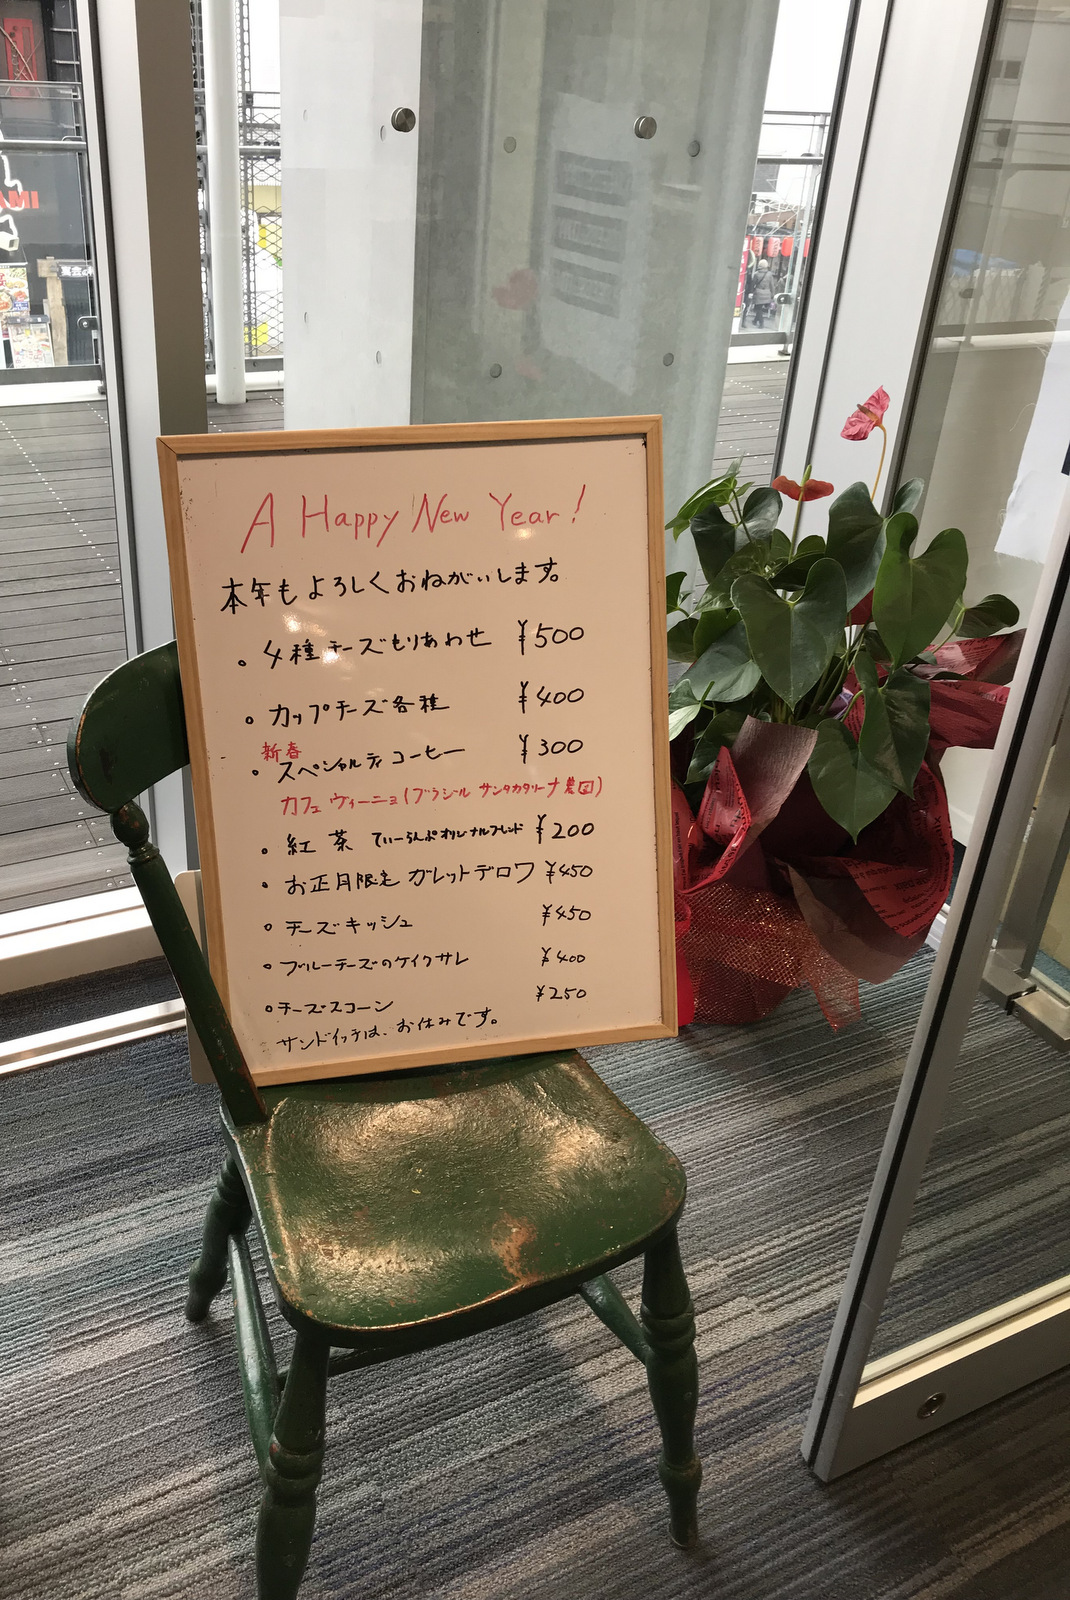 A Happy New Year!
本年もよろしくおねがいします。
。4種チーズもりあわせ ¥500
。カップチーズ各種 ¥400
新春
。スペシャルティコーヒー ¥300
カフェ ヴィーニョ(ブラジル サンタカタリーナ農園)
。紅茶 てぃーらんぷオリジナルブレンド ¥200
。お正月限定 ガレットデロワ ¥450
。チーズキッシュ ¥450
。ブルーチーズのケイクサレ ¥400
。チーズスコーン ¥250
サンドイッチは、お休みです。